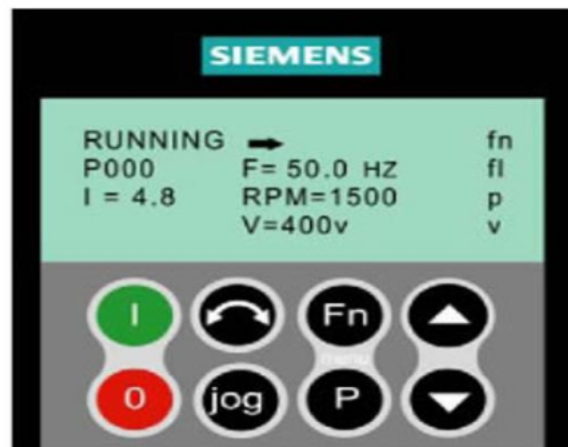 SIEMENS
RUNNING fn
P000 F= 50.0 HZ fl
I = 4.8 RPM=1500 p
V=400v v
I Fn
menu
0 jog P